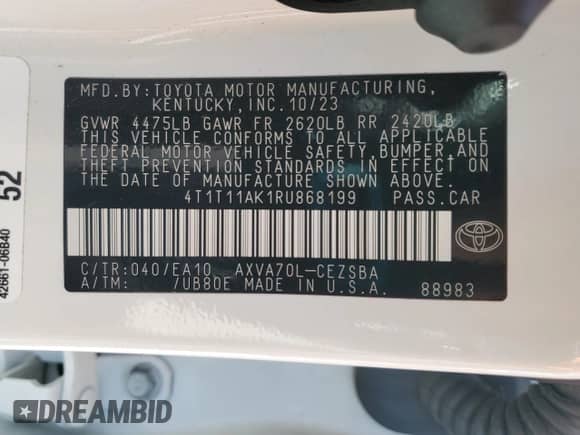 MFD.BY:TOYOTA MOTOR MANUFACTURING,
KENTUCKY, INC. 10/23
GVWR 4475LB GAWR FR 2620LB RR 2420LB
THIS VEHICLE CONFORMS TO ALL APPLICABLE
FEDERAL MOTOR VEHICLE SAFETY, BUMPER, AND
THEFT PREVENTION STANDARDS IN EFFECT ON
THE DATE OF MANUFACTURE SHOWN ABOVE.
4T1T11AK1RU868199 PASS.CAR
C/TR:040/EA10 AXVA70L-CEZSBA
A/TM: 7UB80E MADE IN U.S.A. 88983
52
42661-06B40
DREAMBID